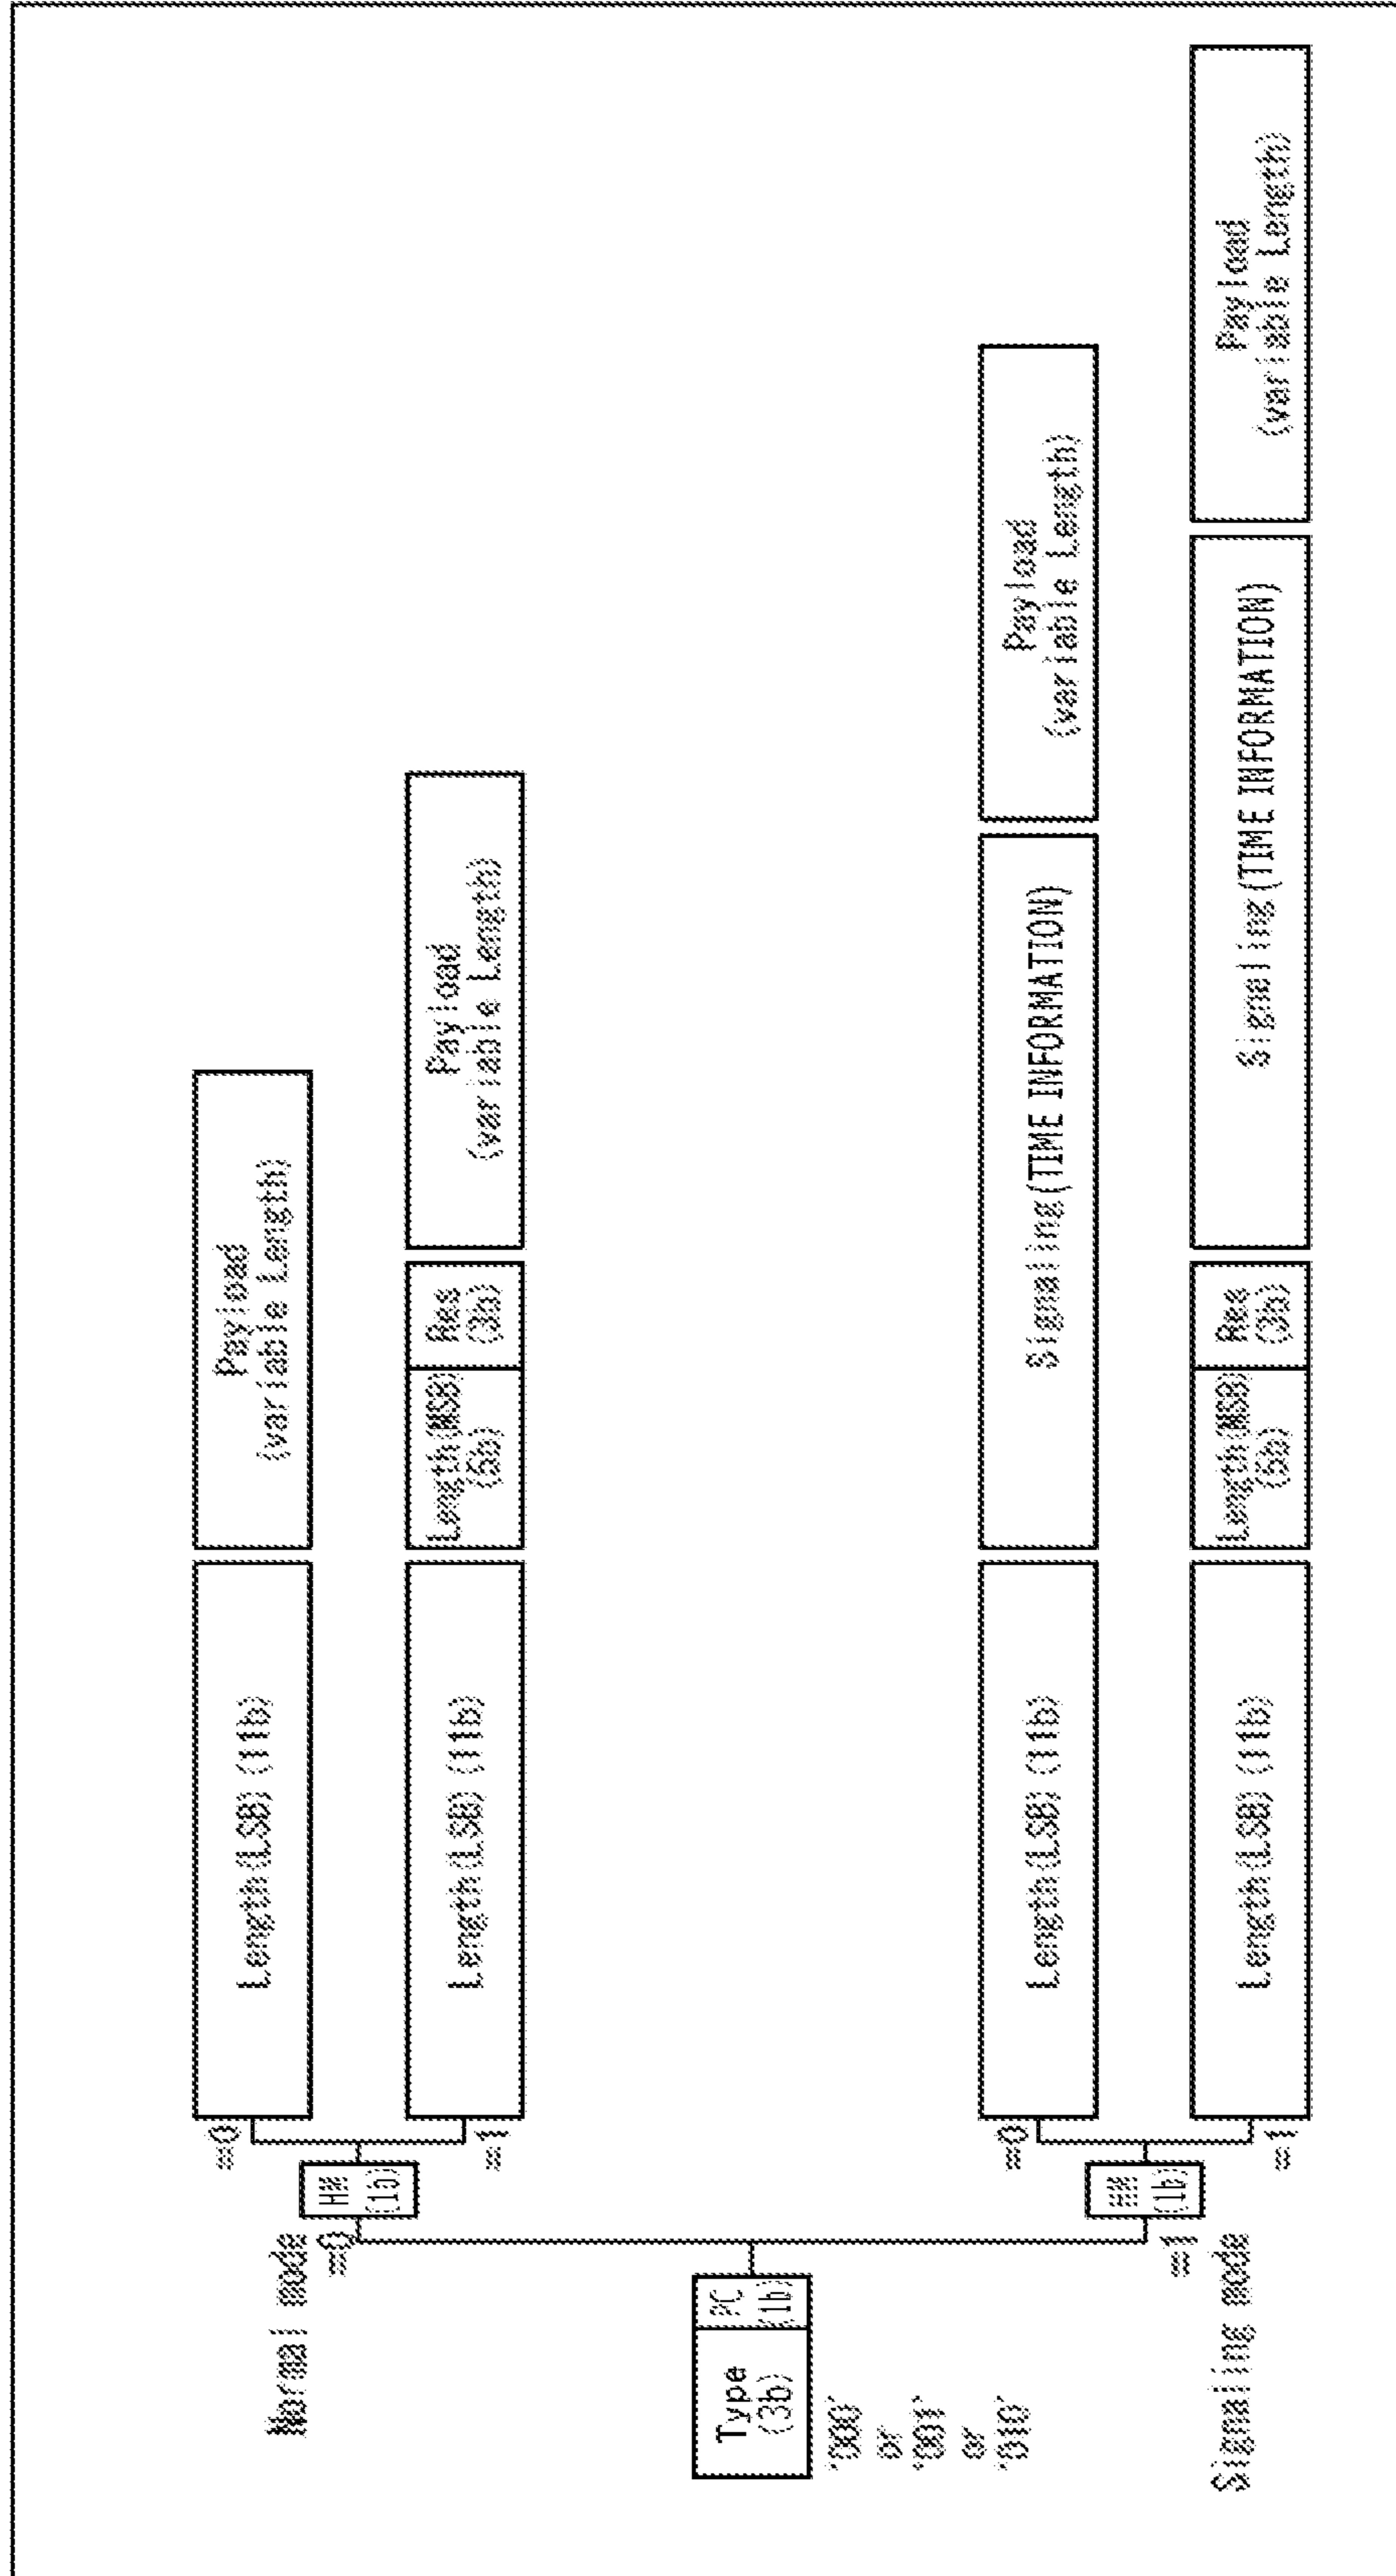 Normal mode
=0
HM
(1b)
=0
Length(LSB) (11b)
Payload
(variable Length)
=1
Length(LSB) (11b)
Length(MSB)
(5b)
Res
(3b)
Payload
(variable Length)
Type
(3b)
PC
(1b)
'000'
or
'001'
or
'010'
Signaling mode
=1
HM
(1b)
=0
Length(LSB) (11b)
Signaling(TIME INFORMATION)
Payload
(variable Length)
=1
Length(LSB) (11b)
Length(MSB)
(5b)
Res
(3b)
Signaling(TIME INFORMATION)
Payload
(variable Length)